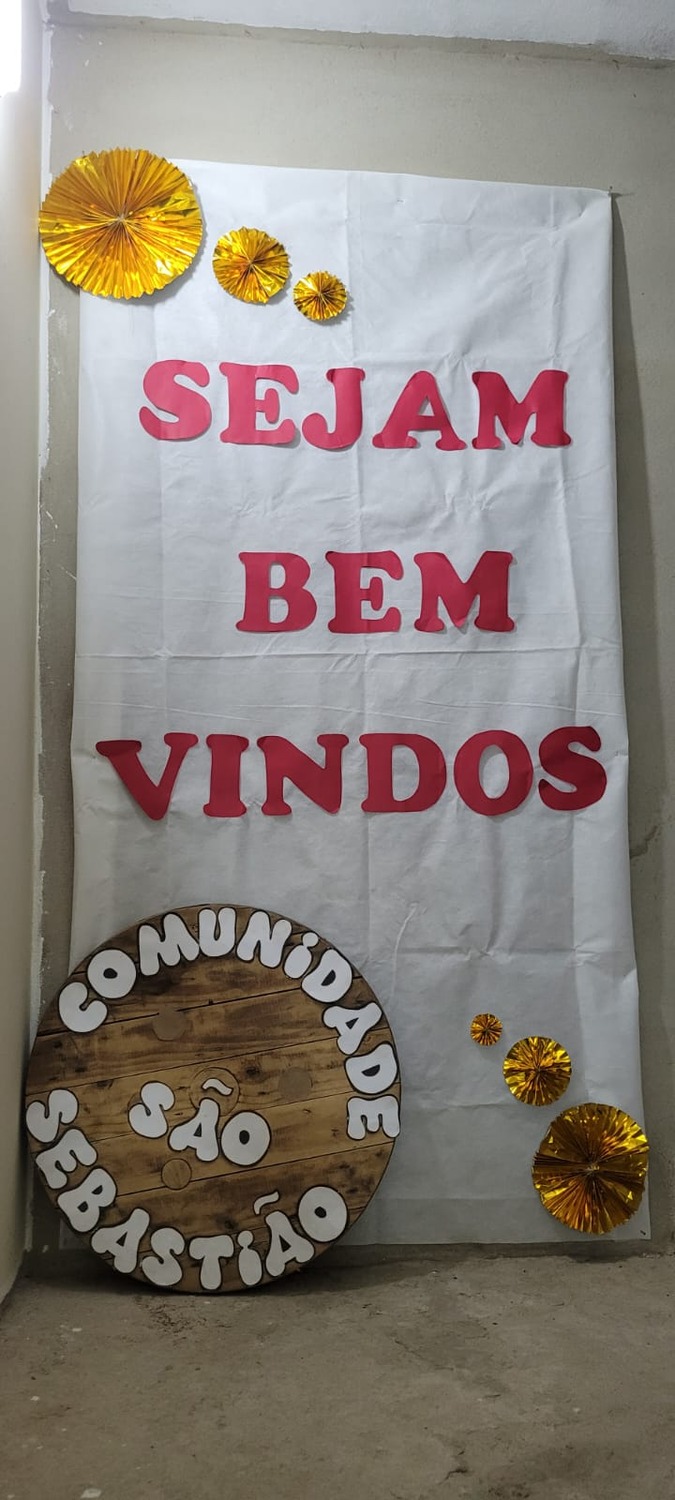 SEJAM
BEM
VINDOS
COMUNIDADE
SÃO
SEBASTIÃO